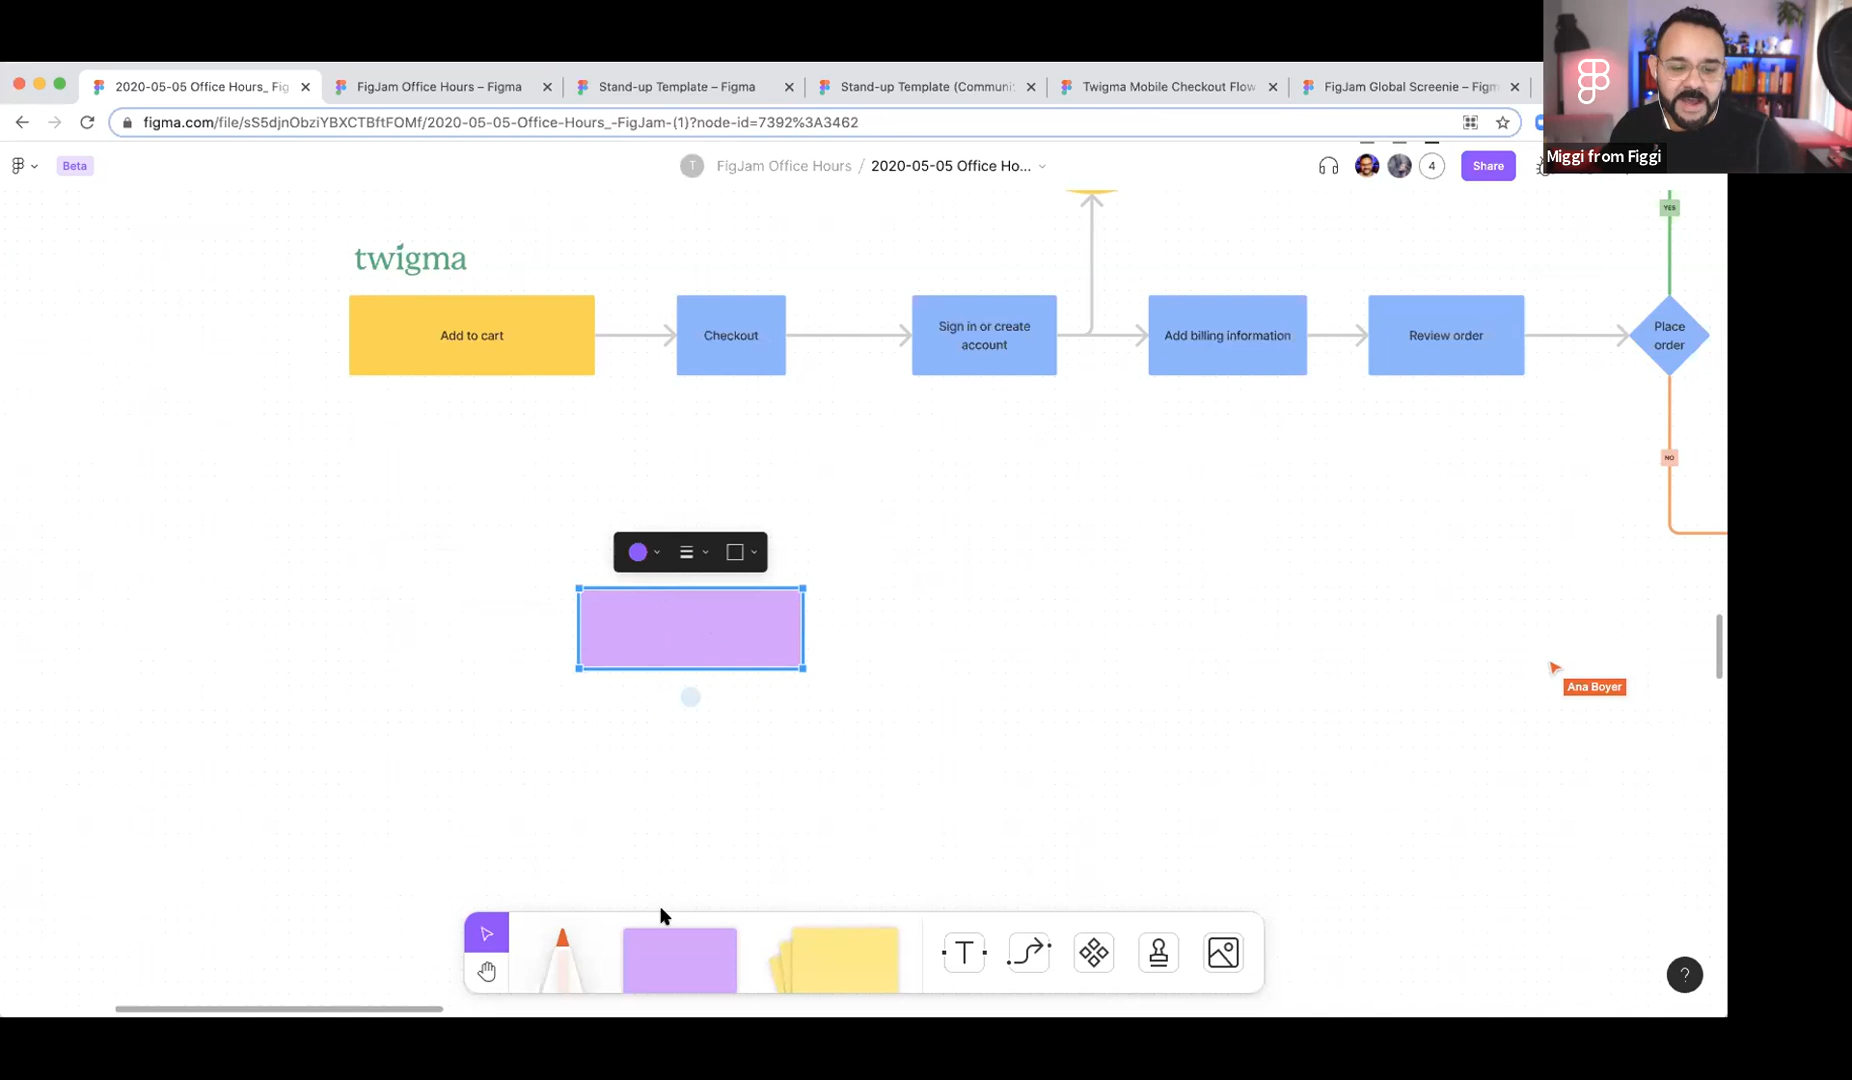 2020-05-05 Office Hours_ Fig
FigJam Office Hours – Figma
Stand-up Template – Figma
Stand-up Template (Communi
Twigma Mobile Checkout Flow
FigJam Global Screenie – Figm
figma.com/file/sS5djnObziYBXCTBftFOMf/2020-05-05-Office-Hours_-FigJam-(1)?node-id=7392%3A3462
Miggi from Figgi
Beta
T
FigJam Office Hours / 2020-05-05 Office Ho...
4
Share
YES
twigma
Add to cart
Checkout
Sign in or create
account
Add billing information
Review order
Place
order
NO
Ana Boyer
T
?